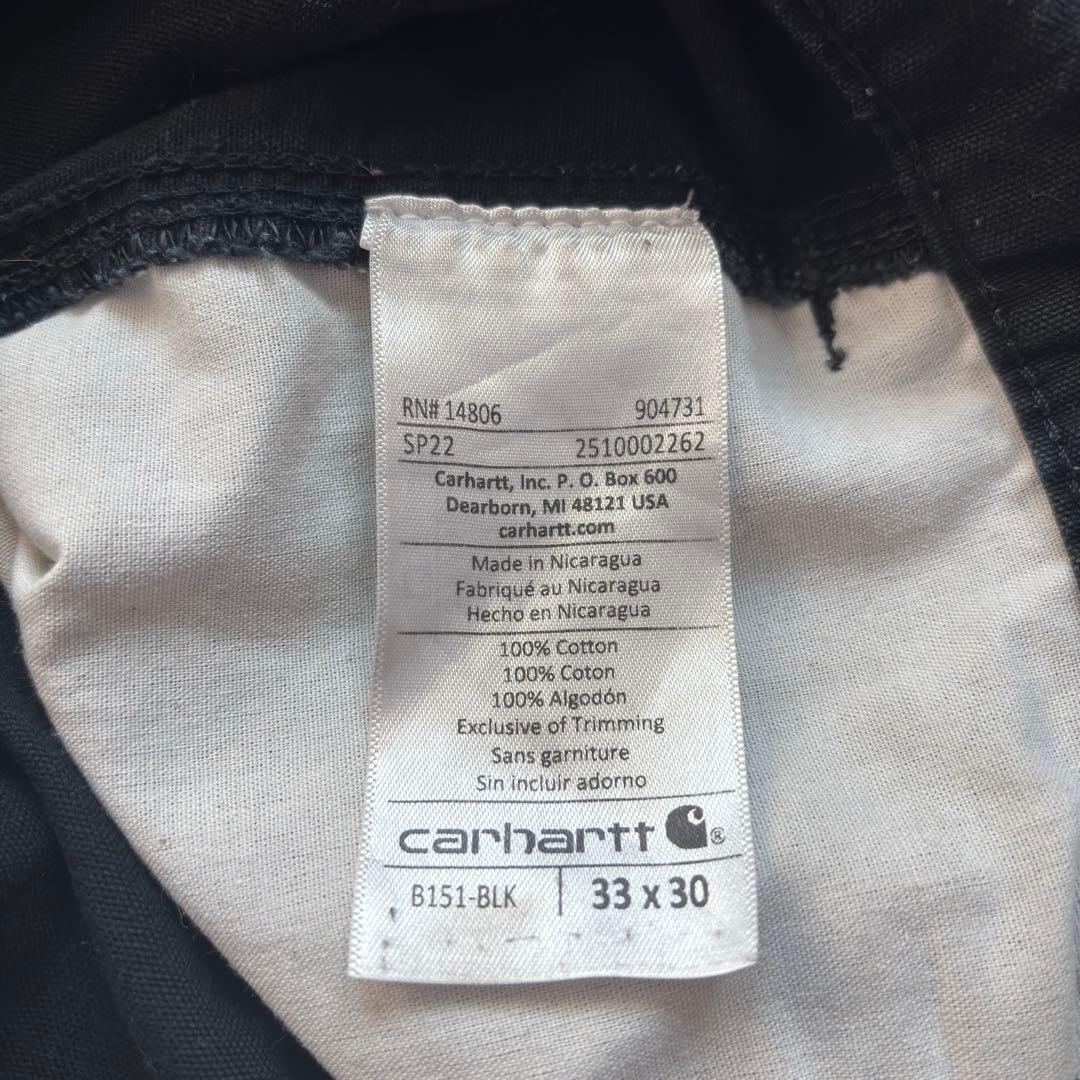 RN# 14806 904731
SP22 2510002262
Carhartt, Inc. P. O. Box 600
Dearborn, MI 48121 USA
carhartt.com
Made in Nicaragua
Fabriqué au Nicaragua
Hecho en Nicaragua
100% Cotton
100% Coton
100% Algodón
Exclusive of Trimming
Sans garniture
Sin incluir adorno
carhartt ®
B151-BLK | 33 x 30